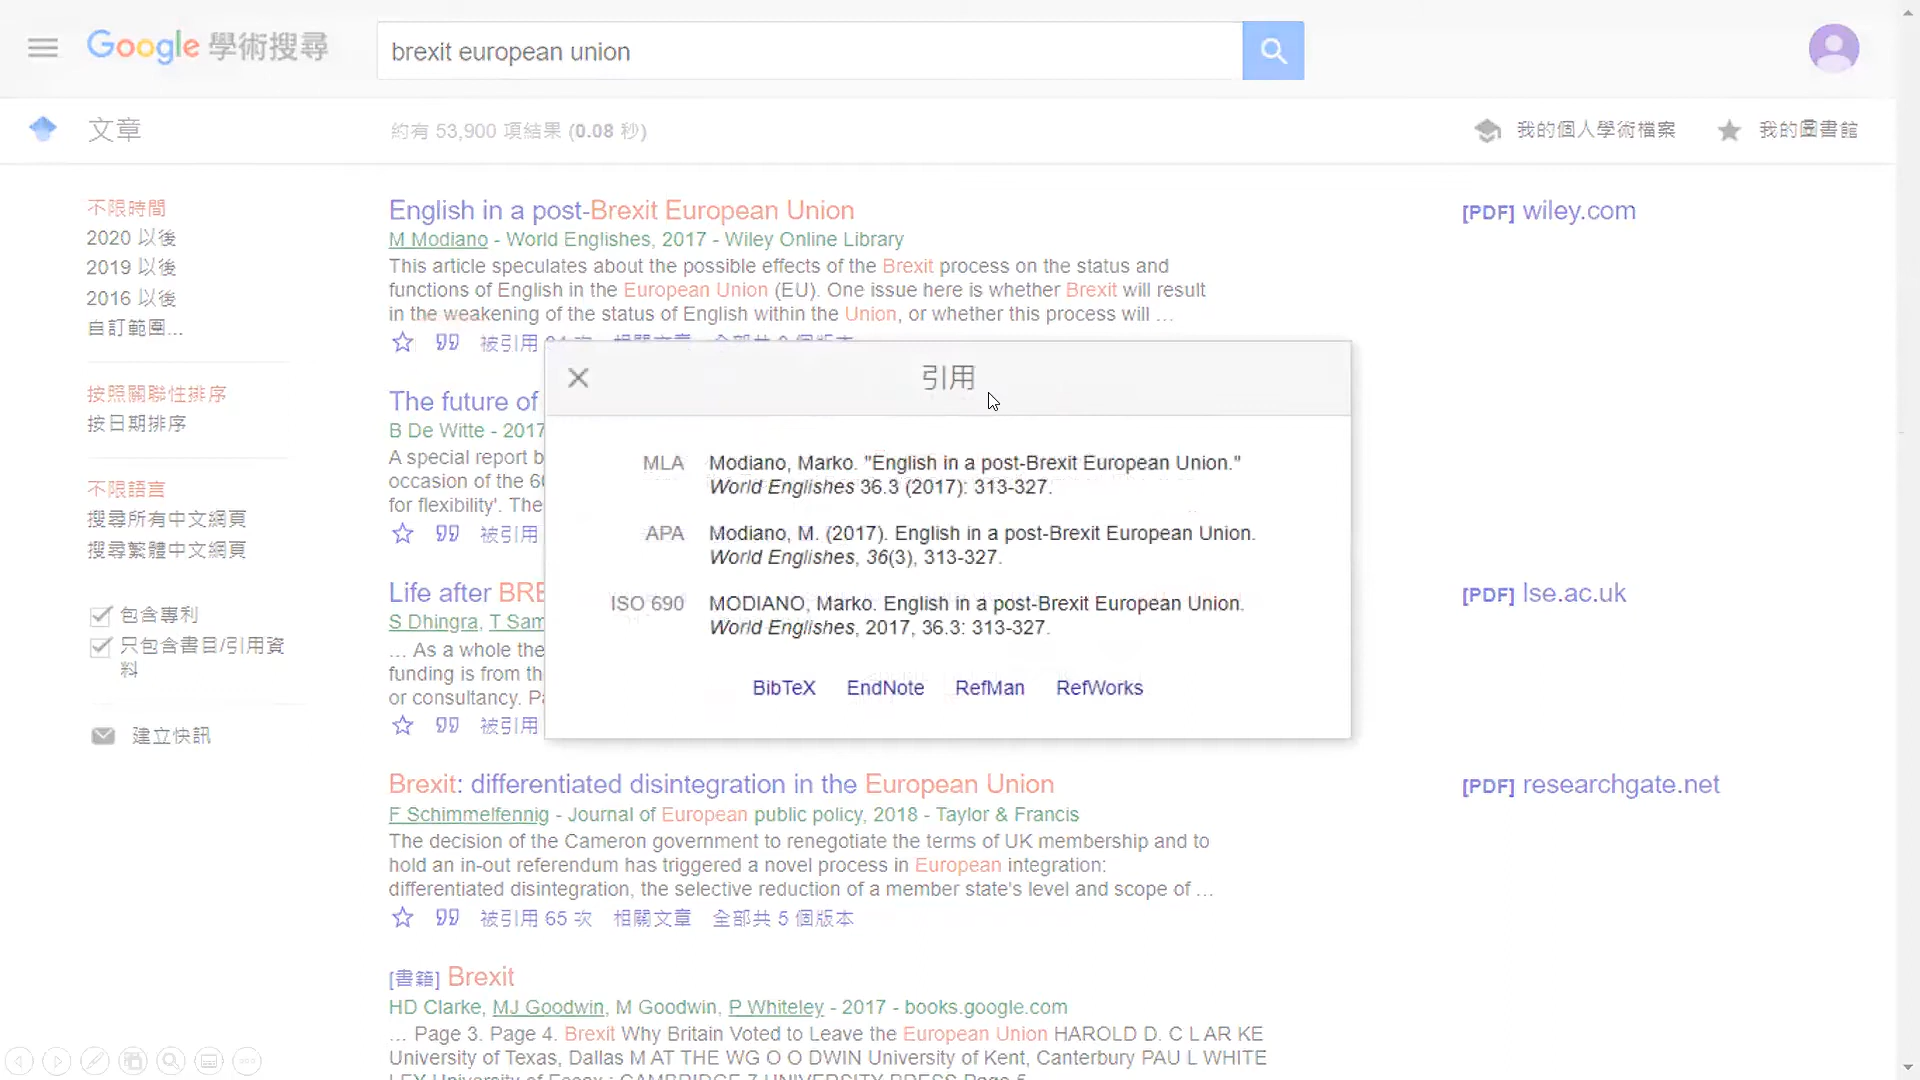 Google 學術搜尋
brexit european union
文章
約有 53,900 項結果 (0.08 秒)
我的個人學術檔案
我的圖書館
不限時間
2020 以後
2019 以後
2016 以後
自訂範圍...
按照關聯性排序
按日期排序
不限語言
搜尋所有中文網頁
搜尋繁體中文網頁
包含專利
只包含書目/引用資
料
建立快訊
English in a post-Brexit European Union
M Modiano - World Englishes, 2017 - Wiley Online Library
This article speculates about the possible effects of the Brexit process on the status and
functions of English in the European Union (EU). One issue here is whether Brexit will result
in the weakening of the status of English within the Union, or whether this process will …
被引用
[PDF] wiley.com
The future of
B De Witte - 2017
A special report b
occasion of the 60
for flexibility'. The
被引用
Life after BRE
S Dhingra, T Sam
… As a whole the
funding is from th
or consultancy. Pa
被引用
[PDF] lse.ac.uk
引用
MLA
Modiano, Marko. "English in a post-Brexit European Union."
World Englishes 36.3 (2017): 313-327.
APA
Modiano, M. (2017). English in a post-Brexit European Union.
World Englishes, 36(3), 313-327.
ISO 690
MODIANO, Marko. English in a post-Brexit European Union.
World Englishes, 2017, 36.3: 313-327.
BibTeX EndNote RefMan RefWorks
Brexit: differentiated disintegration in the European Union
F Schimmelfennig - Journal of European public policy, 2018 - Taylor & Francis
The decision of the Cameron government to renegotiate the terms of UK membership and to
hold an in-out referendum has triggered a novel process in European integration:
differentiated disintegration, the selective reduction of a member state's level and scope of …
被引用 65 次 相關文章 全部共 5 個版本
[PDF] researchgate.net
[書籍] Brexit
HD Clarke, MJ Goodwin, M Goodwin, P Whiteley - 2017 - books.google.com
… Page 3. Page 4. Brexit Why Britain Voted to Leave the European Union HAROLD D. C L AR KE
University of Texas, Dallas M AT THE WG O O DWIN University of Kent, Canterbury PAU L WHITE